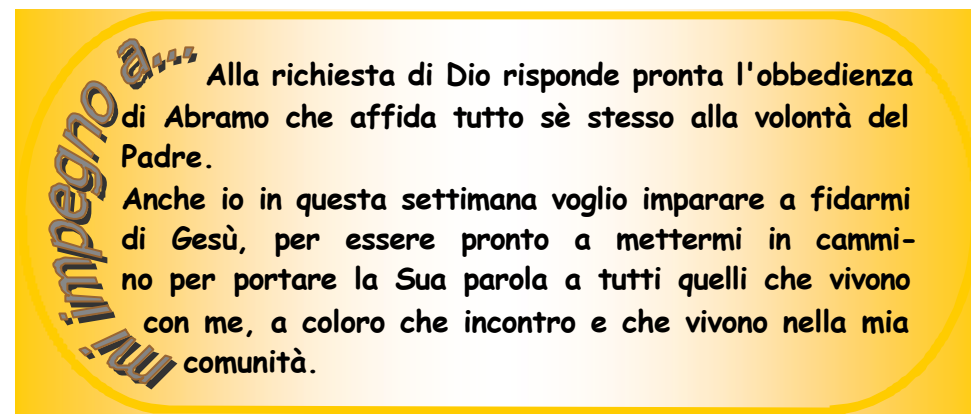 mi impegno a...
Alla richiesta di Dio risponde pronta l'obbedienza
di Abramo che affida tutto sè stesso alla volontà del
Padre.
Anche io in questa settimana voglio imparare a fidarmi
di Gesù, per essere pronto a mettermi in cammi-
no per portare la Sua parola a tutti quelli che vivono
con me, a coloro che incontro e che vivono nella mia
comunità.